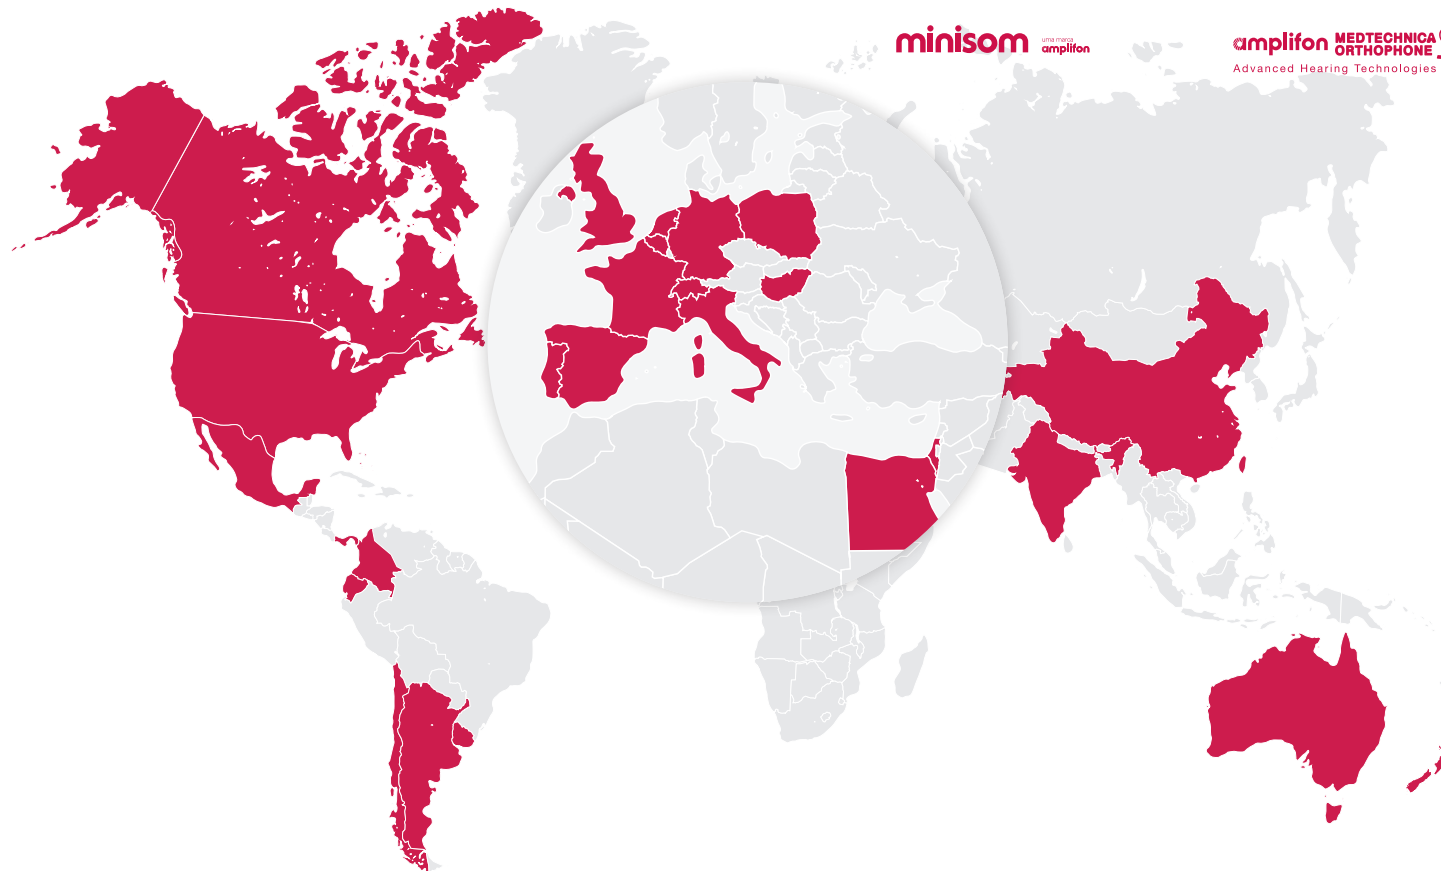 minisom
uma marca
amplifon
amplifon MEDTECHNICA
ORTHOPHONE
Advanced Hearing Technologies